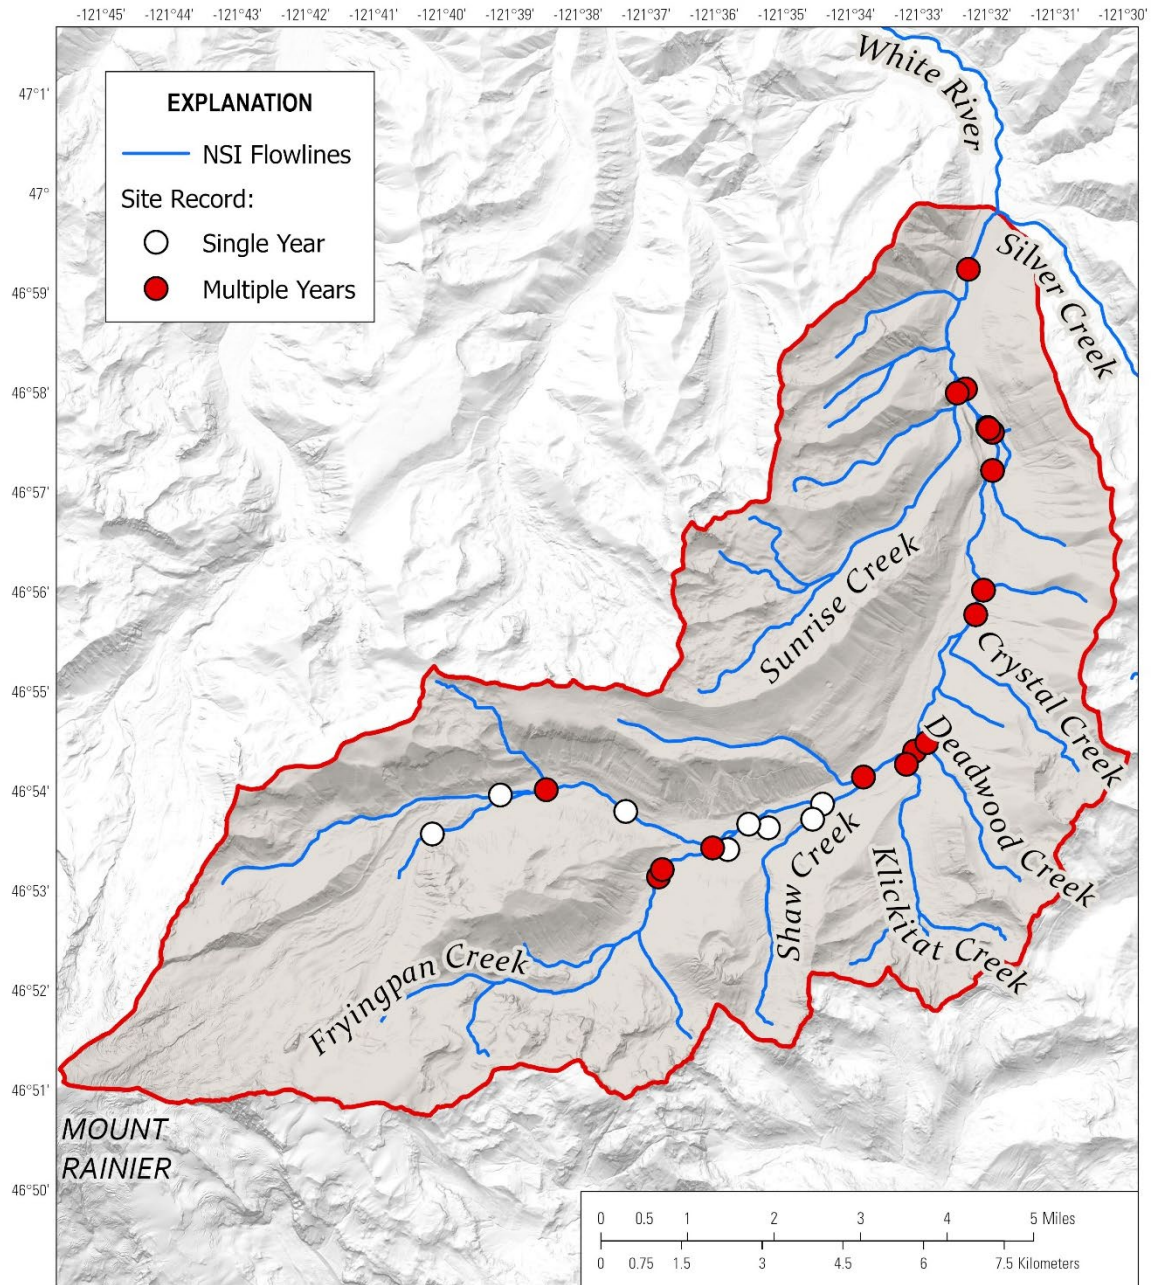 -121°45' -121°44' -121°43' -121°42' -121°41' -121°40' -121°39' -121°38' -121°37' -121°36' -121°35' -121°34' -121°33' -121°32' -121°31' -121°30'
White River
47°1'
EXPLANATION
NSI Flowlines
Site Record:
Single Year
Multiple Years
47°
Silver Creek
46°59'
46°58'
46°57'
46°56'
Sunrise Creek
Crystal Creek
46°55'
Deadwood Creek
46°54'
Shaw Creek
Klickitat Creek
46°53'
Fryingpan Creek
46°52'
46°51'
MOUNT
RAINIER
46°50'
0 0.5 1 2 3 4 5 Miles
0 0.75 1.5 3 4.5 6 7.5 Kilometers